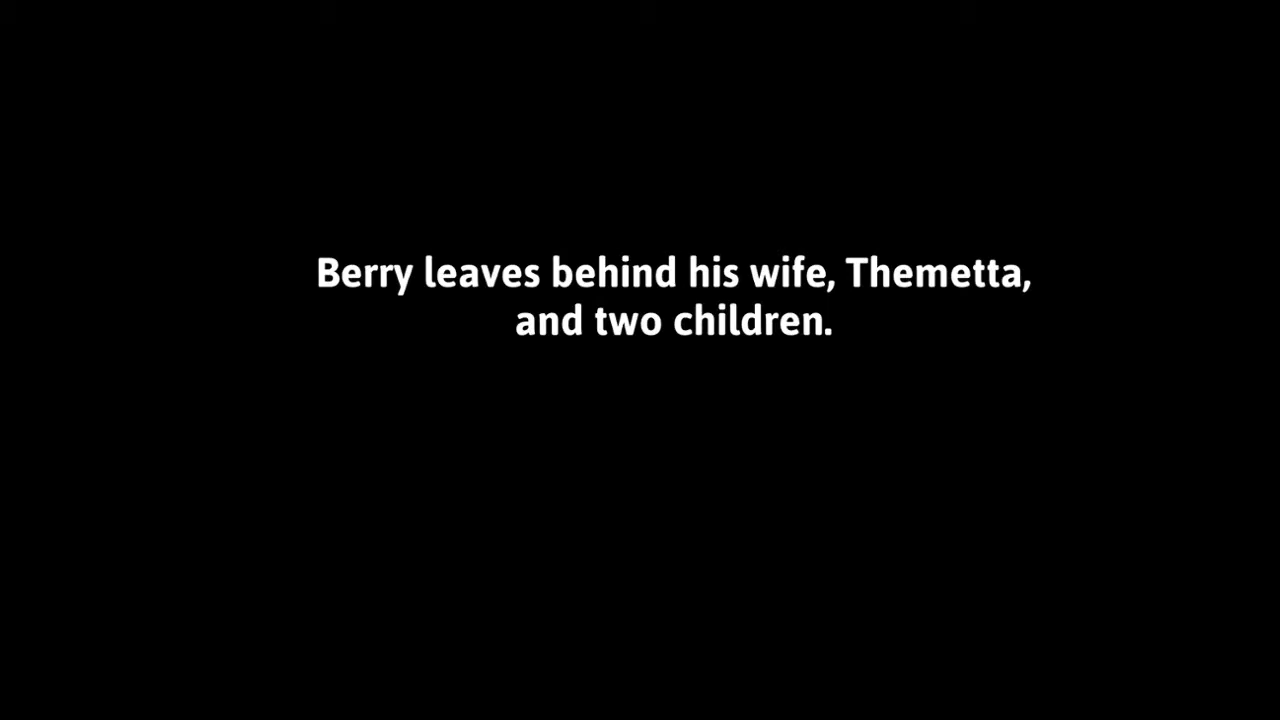 Berry leaves behind his wife, Themetta,
and two children.